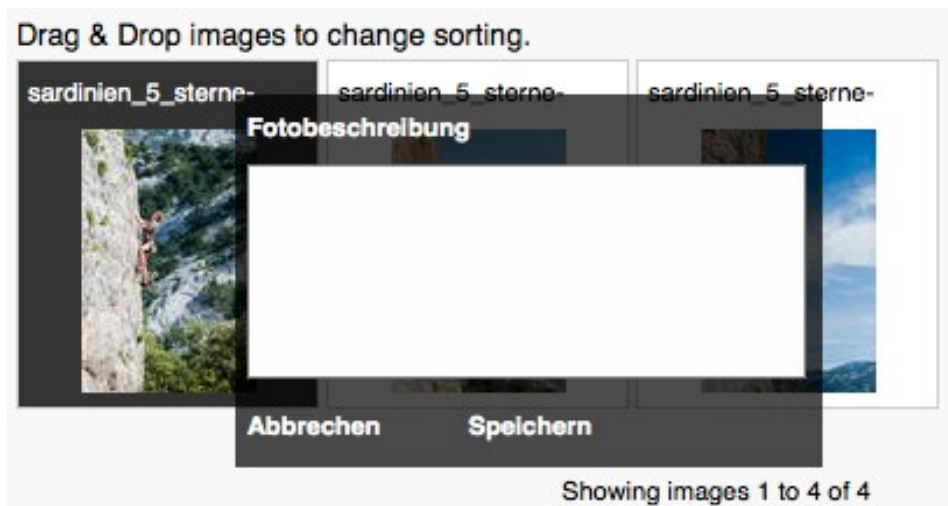 Drag & Drop images to change sorting.
sardinien_5_sterne-
sardinien_5_sterne-
sardinien_5_sterne-
Fotobeschreibung
Abbrechen
Speichern
Showing images 1 to 4 of 4